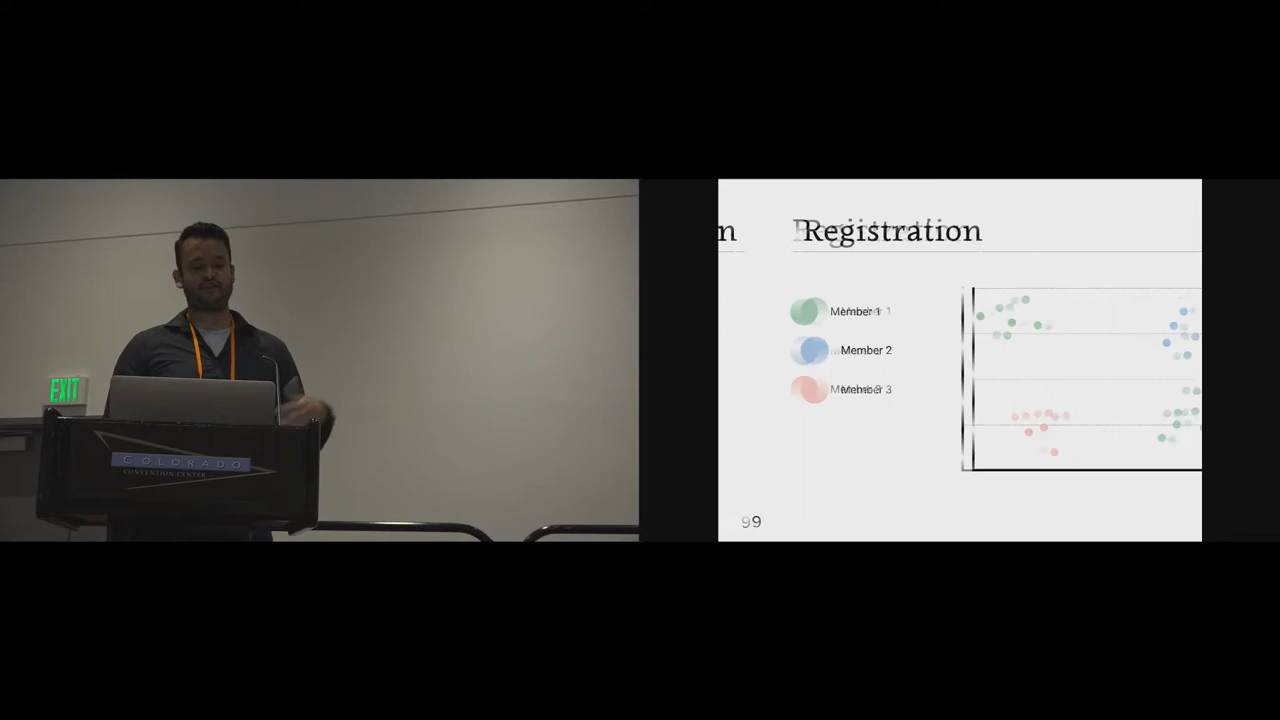 EXIT
COLORADO
CONVENTION CENTER
n
Registration
Member 1
Member 2
Member 3
99